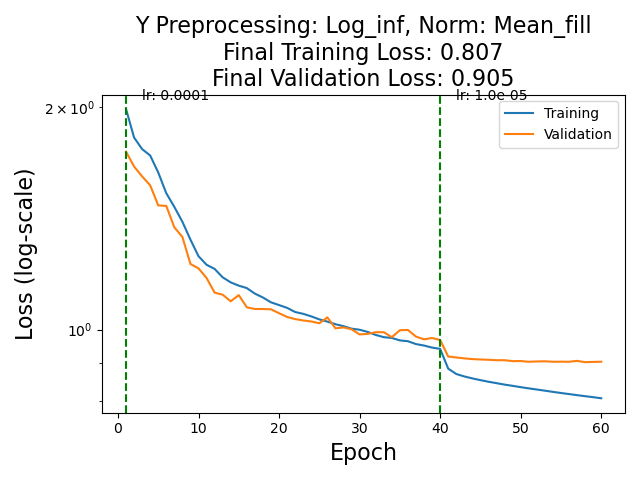 Y Preprocessing: Log_inf, Norm: Mean_fill
Final Training Loss: 0.807
Final Validation Loss: 0.905
lr: 0.0001
lr: 1.0e-05
Training
Validation
2 × 10⁰
10⁰
Loss (log-scale)
0 10 20 30 40 50 60
Epoch